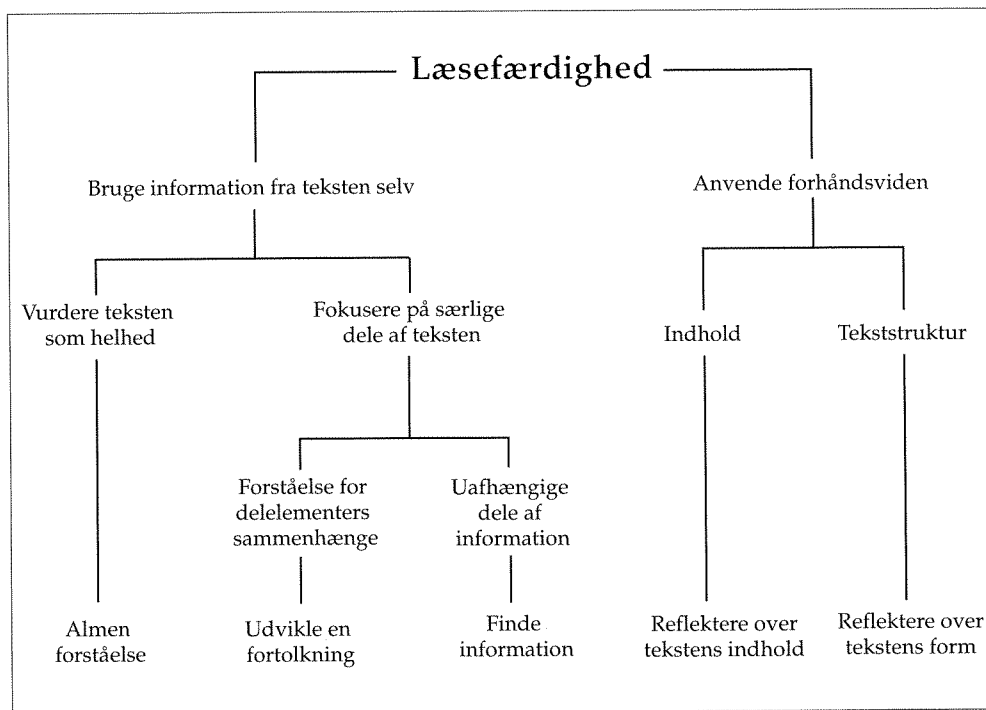 Læsefærdighed
Bruge information fra teksten selv
Anvende forhåndsviden
Vurdere teksten
som helhed
Fokusere på særlige
dele af teksten
Indhold
Tekststruktur
Forståelse for
delelementers
sammenhænge
Uafhængige
dele af
information
Almen
forståelse
Udvikle en
fortolkning
Finde
information
Reflektere over
tekstens indhold
Reflektere over
tekstens form